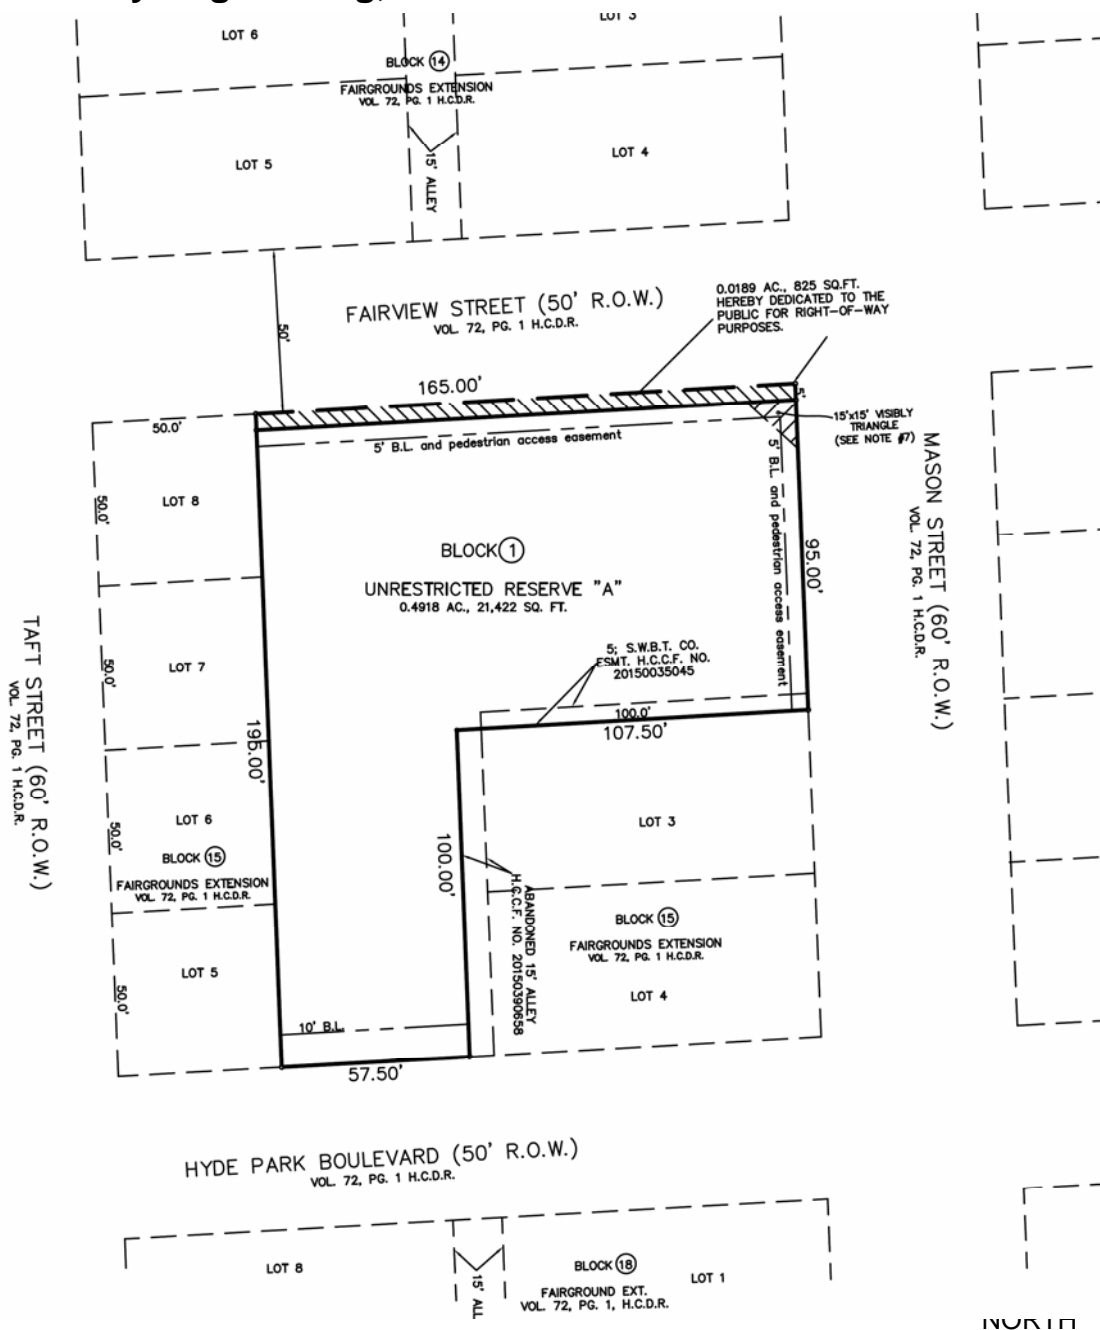 LOT 6
LOT 3
BLOCK 14
FAIRGROUNDS EXTENSION
VOL. 72, PG. 1 H.C.D.R.
LOT 5
15' ALLEY
LOT 4
FAIRVIEW STREET (50' R.O.W.)
VOL. 72, PG. 1 H.C.D.R.
50'
0.0189 AC., 825 SQ.FT.
HEREBY DEDICATED TO THE
PUBLIC FOR RIGHT-OF-WAY
PURPOSES.
165.00'
5'
50.0'
5' B.L. and pedestrian access easement
15'x15' VISIBLY
TRIANGLE
(SEE NOTE #7)
5' B.L. and pedestrian access easement
MASON STREET (60' R.O.W.)
VOL. 72, PG. 1 H.C.D.R.
LOT 8
50.0'
95.00'
BLOCK 1
UNRESTRICTED RESERVE "A"
0.4918 AC., 21,422 SQ. FT.
TAFT STREET (60' R.O.W.)
VOL. 72, PG. 1 H.C.D.R.
LOT 7
50.0'
5; S.W.B.T. CO.
ESMT. H.C.C.F. NO.
20150035045
100.0'
107.50'
195.00'
LOT 6
50.0'
LOT 3
BLOCK 15
FAIRGROUNDS EXTENSION
VOL. 72, PG. 1 H.C.D.R.
100.00'
ABANDONED 15' ALLEY
H.C.C.F. NO. 20150390658
BLOCK 15
FAIRGROUNDS EXTENSION
VOL. 72, PG. 1 H.C.D.R.
LOT 5
50.0'
LOT 4
10' B.L.
57.50'
HYDE PARK BOULEVARD (50' R.O.W.)
VOL. 72, PG. 1 H.C.D.R.
LOT 8
15' ALL
BLOCK 18
LOT 1
FAIRGROUND EXT.
VOL. 72, PG. 1, H.C.D.R.
NORTH